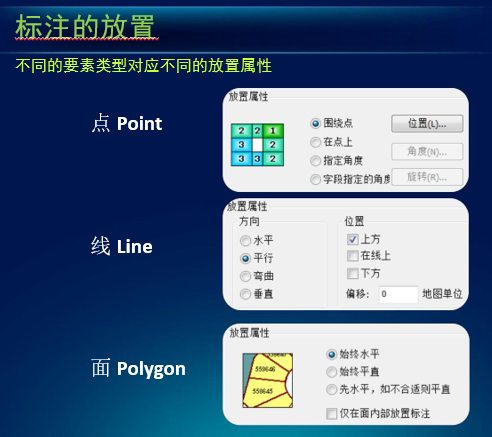 标注的放置
不同的要素类型对应不同的放置属性
点 Point
放置属性
2 2 1
3 2
3 3 2
围绕点
在点上
指定角度
字段指定的角度
位置(L)...
角度(N)...
旋转(R)...
线 Line
放置属性
方向
水平
平行
弯曲
垂直
位置
上方
在线上
下方
偏移: 0 地图单位
面 Polygon
放置属性
558646
558645
始终水平
始终平直
先水平，如不合适则平直
仅在面内部放置标注